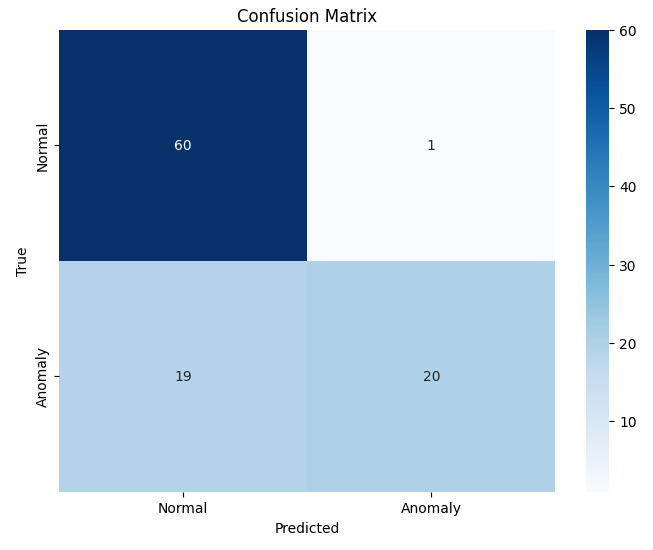 Confusion Matrix
Normal
Anomaly
True
60
1
19
20
Normal
Anomaly
Predicted
60
50
40
30
20
10